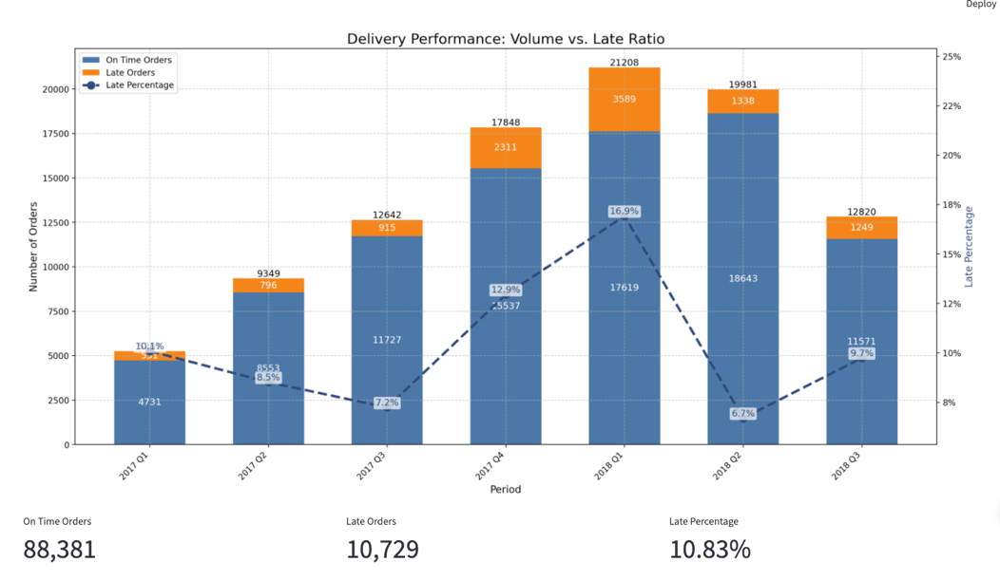 Deploy
Delivery Performance: Volume vs. Late Ratio
On Time Orders
Late Orders
Late Percentage
Number of Orders
20000
17500
15000
12500
10000
7500
5000
2500
0
25%
22%
20%
18%
15%
12%
10%
8%
Late Percentage
10.1%
4731
9349
796
8553
8.5%
12642
915
11727
7.2%
17848
2311
12.9%
15537
21208
3589
16.9%
17619
19981
1338
18643
6.7%
12820
1249
11571
9.7%
2017 Q1
2017 Q2
2017 Q3
2017 Q4
2018 Q1
2018 Q2
2018 Q3
Period
On Time Orders
Late Orders
Late Percentage
88,381
10,729
10.83%